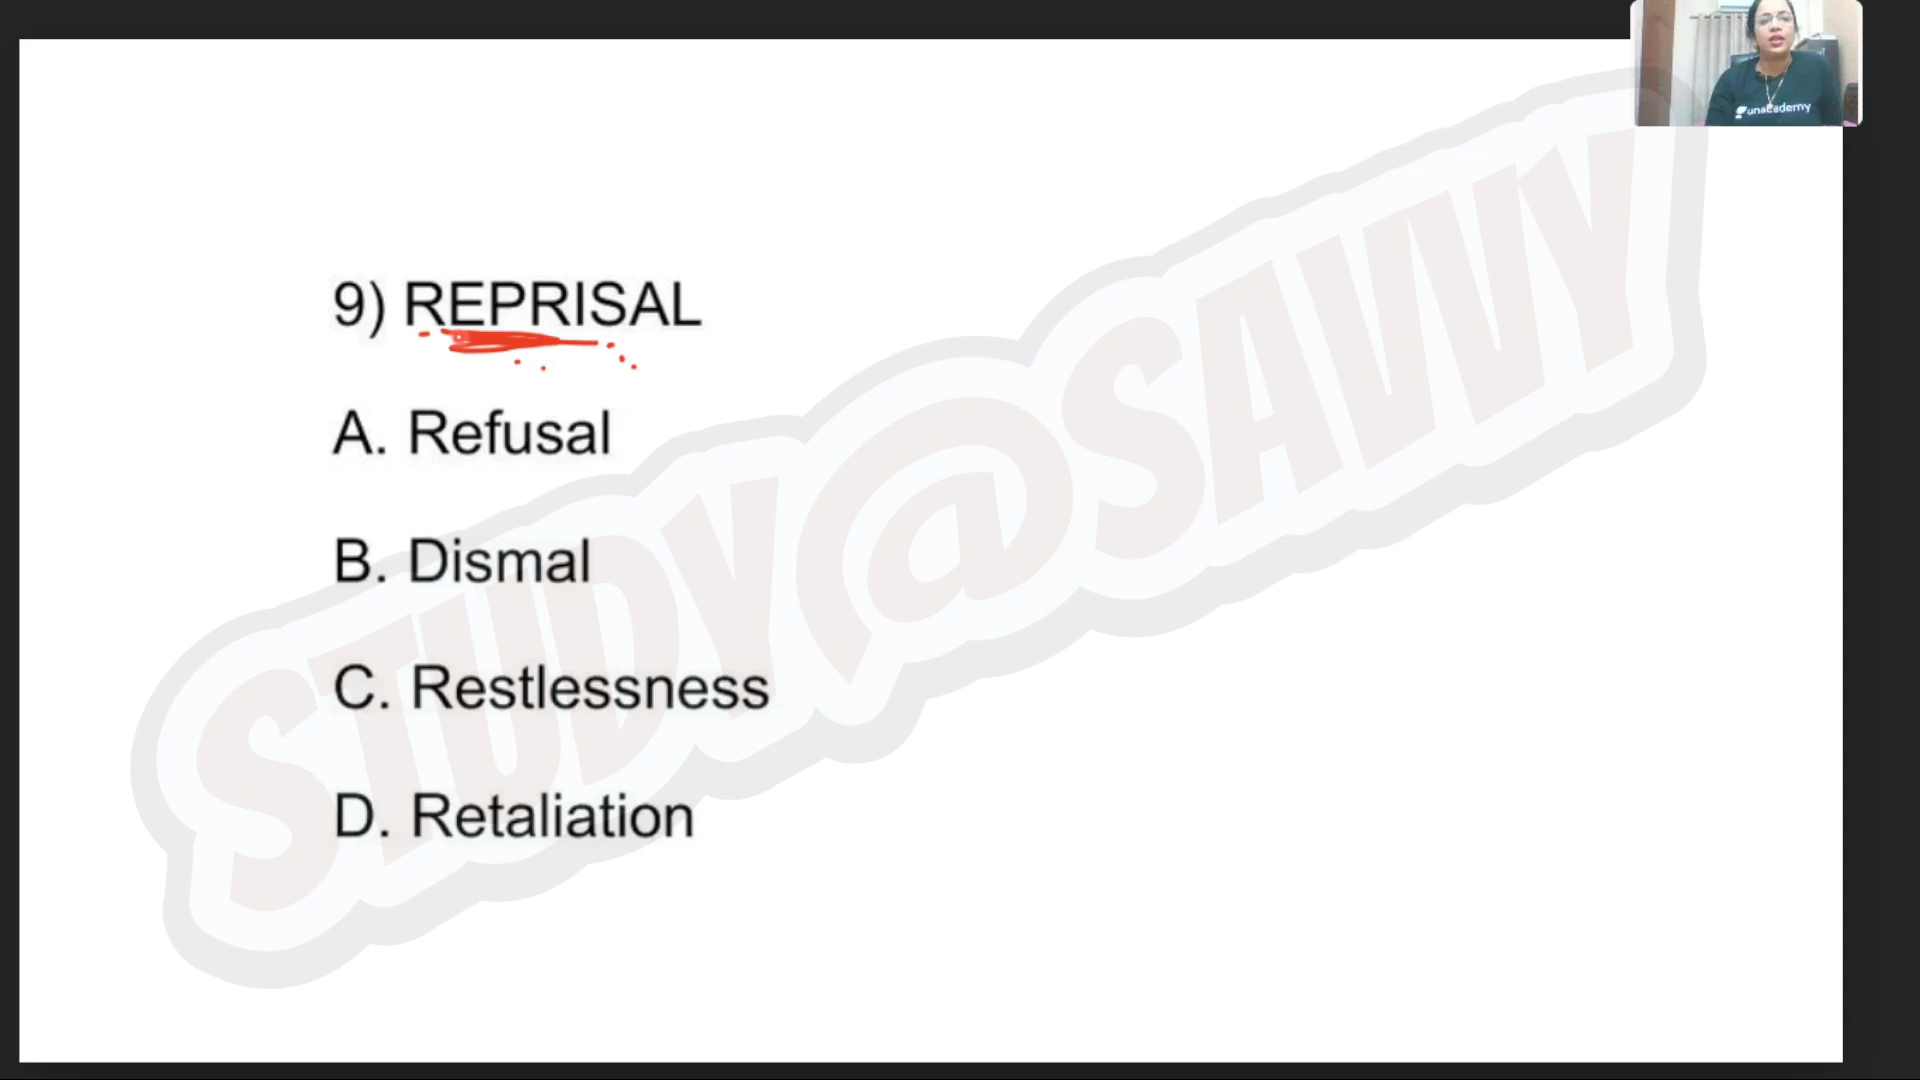 unacademy
9) REPRISAL
A. Refusal
B. Dismal
C. Restlessness
D. Retaliation
STUDY@SAVVY